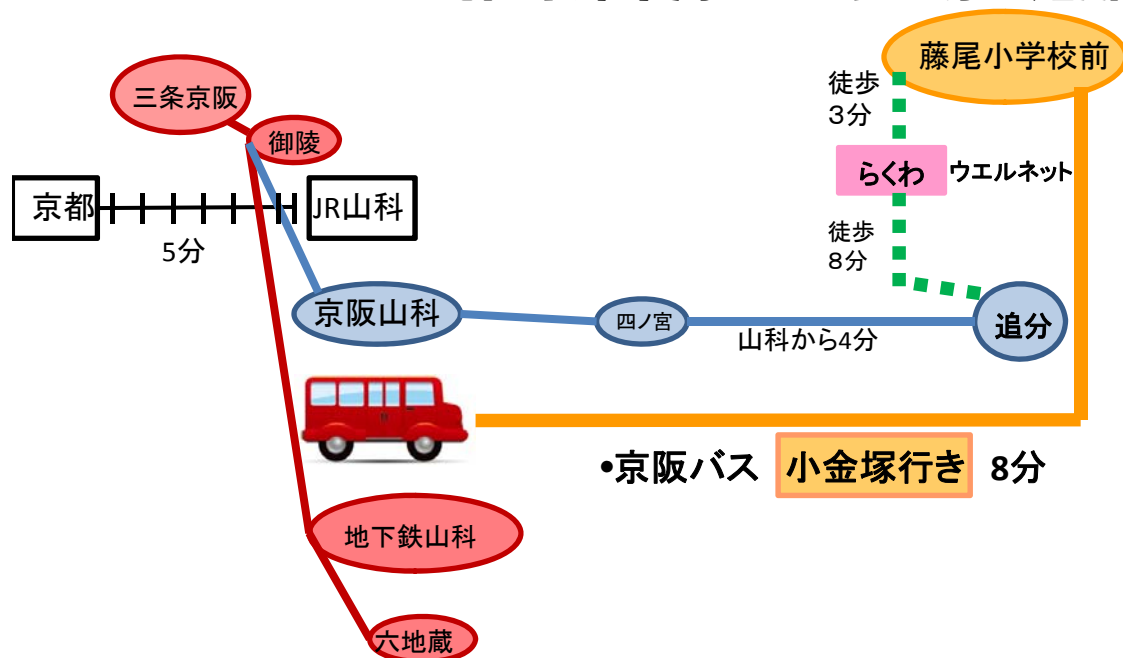 藤尾小学校前
徒歩
3分
三条京阪
御陵
らくわ
ウエルネット
京都
JR山科
5分
徒歩
8分
京阪山科
四ノ宮
追分
山科から4分
•京阪バス 小金塚行き 8分
地下鉄山科
六地蔵